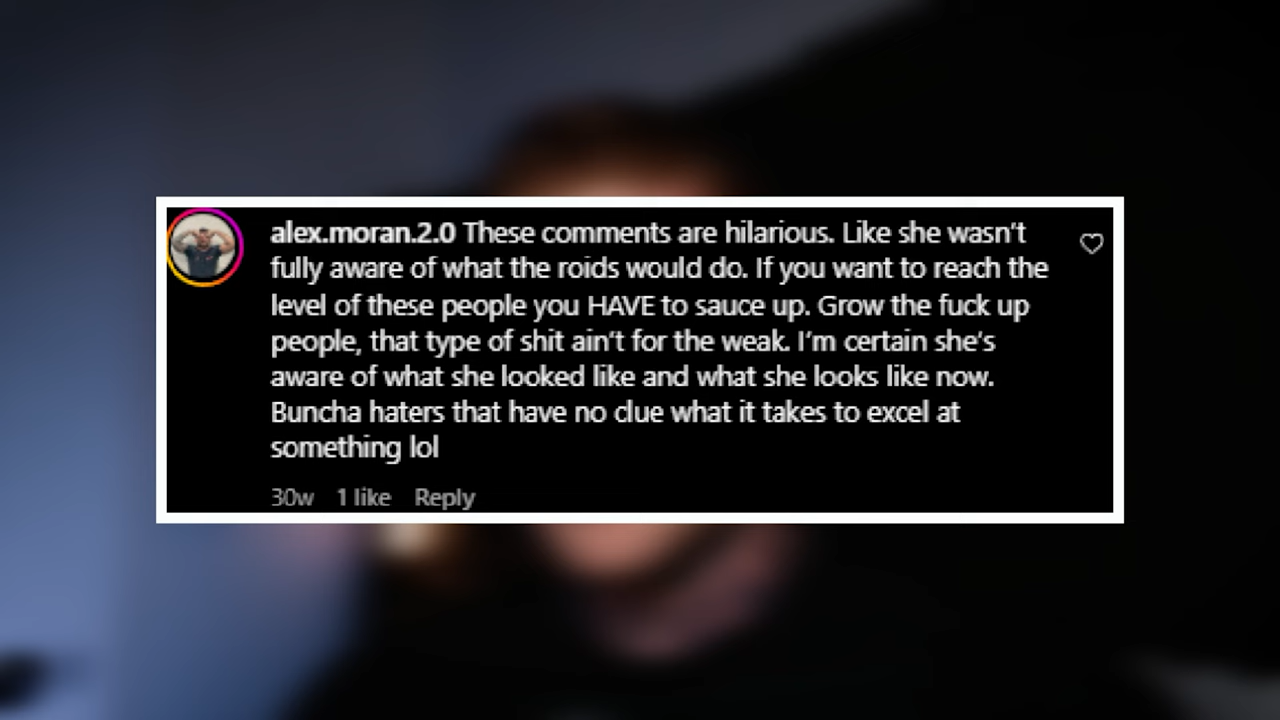 alex.moran.2.0 These comments are hilarious. Like she wasn't
fully aware of what the roids would do. If you want to reach the
level of these people you HAVE to sauce up. Grow the fuck up
people, that type of shit ain't for the weak. I'm certain she's
aware of what she looked like and what she looks like now.
Buncha haters that have no clue what it takes to excel at
something lol
30w 1 like Reply